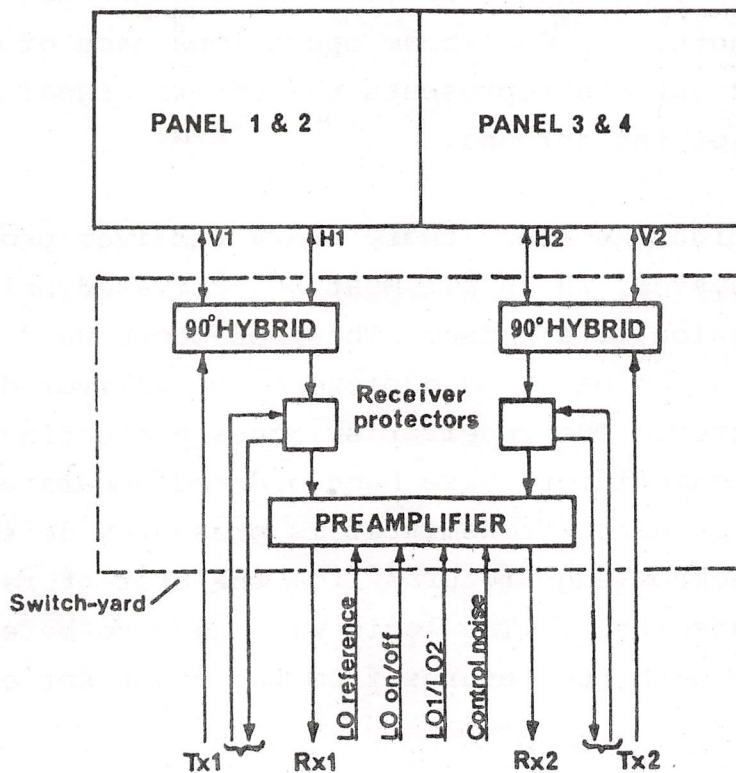 PANEL 1 & 2
PANEL 3 & 4
V1
H1
H2
V2
90° HYBRID
90° HYBRID
Receiver
protectors
PREAMPLIFIER
Switch-yard
LO reference
LO on/off
LO1/LO2
Control noise
Tx1
Rx1
Rx2
Tx2